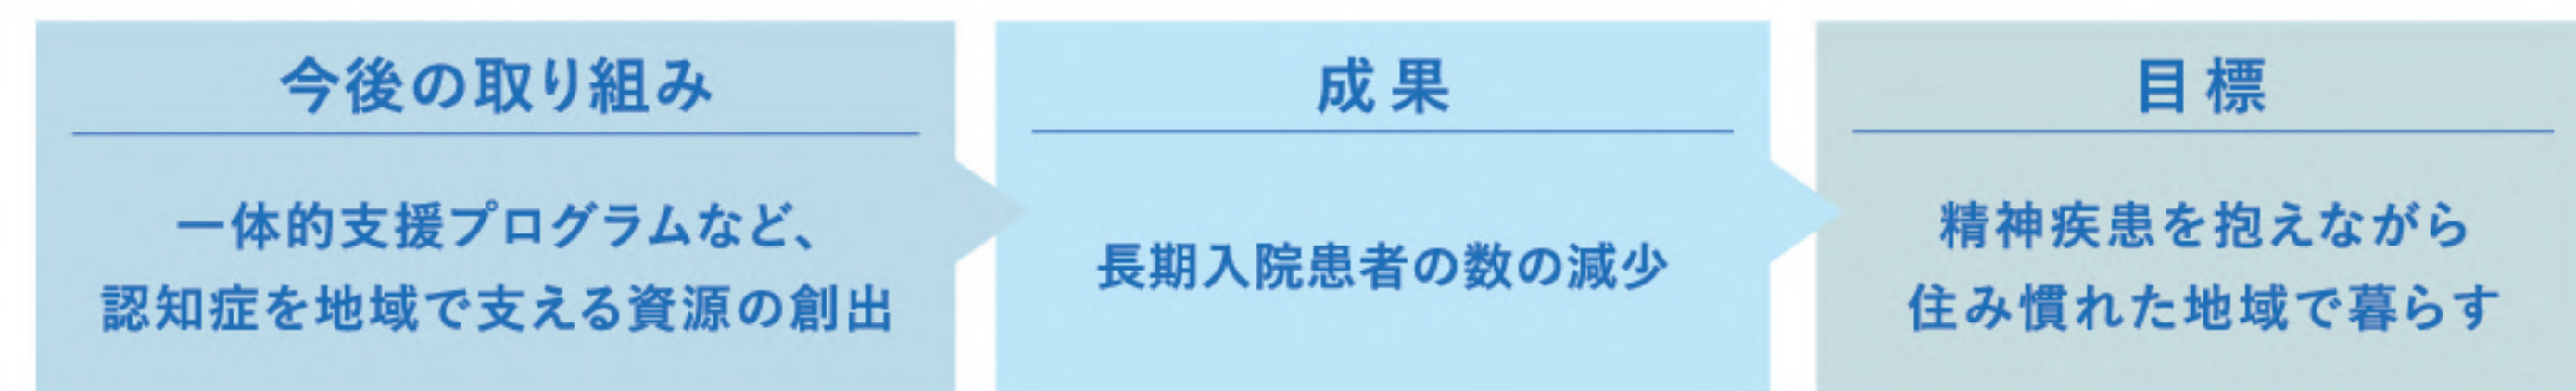 今後の取り組み
一体的支援プログラムなど、
認知症を地域で支える資源の創出
成果
長期入院患者の数の減少
目標
精神疾患を抱えながら
住み慣れた地域で暮らす